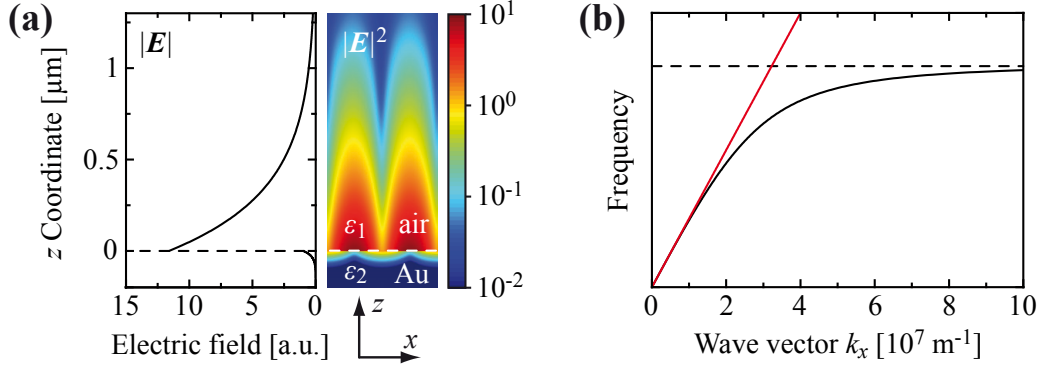 (a)
|E|
|E|²
z Coordinate [µm]
1
0.5
0
ε₁
air
ε₂
Au
15
10
5
0
Electric field [a.u.]
z
x
10¹
10⁰
10⁻¹
10⁻²
(b)
Frequency
0
2
4
6
8
10
Wave vector kₓ [10⁷ m⁻¹]